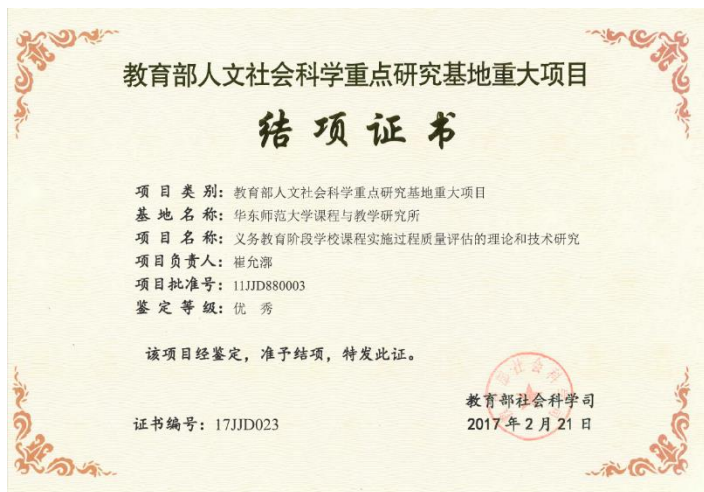 教育部人文社会科学重点研究基地重大项目
结项证书
项目类别：教育部人文社会科学重点研究基地重大项目
基地名称：华东师范大学课程与教学研究所
项目名称：义务教育阶段学校课程实施过程质量评估的理论和技术研究
项目负责人：崔允漷
项目批准号：11JJD880003
鉴定等级：优 秀
该项目经鉴定，准予结项，特发此证。
教育部社会科学司
证书编号：17JJD023
2017年2月21日